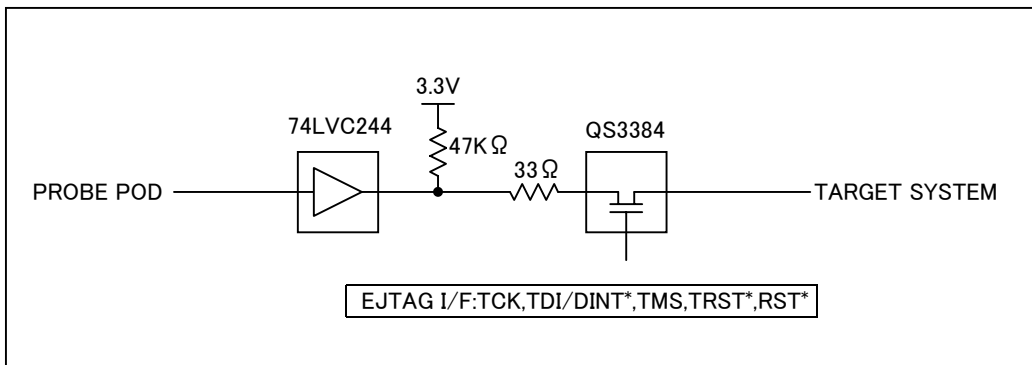 3.3V
74LVC244
QS3384
47KΩ
33Ω
PROBE POD
TARGET SYSTEM
EJTAG I/F:TCK,TDI/DINT*,TMS,TRST*,RST*